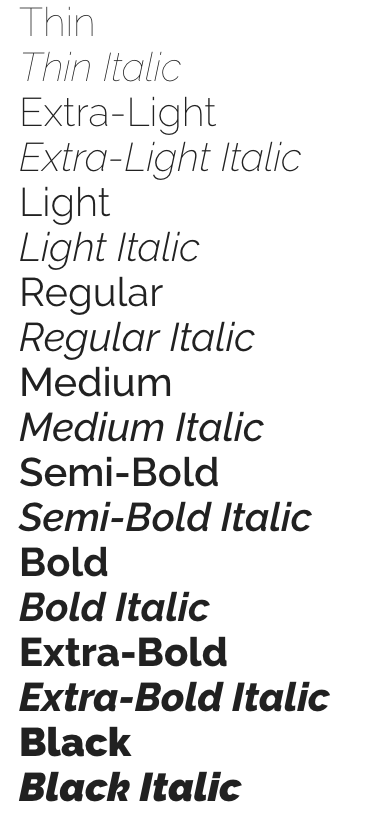 Thin
Thin Italic
Extra-Light
Extra-Light Italic
Light
Light Italic
Regular
Regular Italic
Medium
Medium Italic
Semi-Bold
Semi-Bold Italic
Bold
Bold Italic
Extra-Bold
Extra-Bold Italic
Black
Black Italic